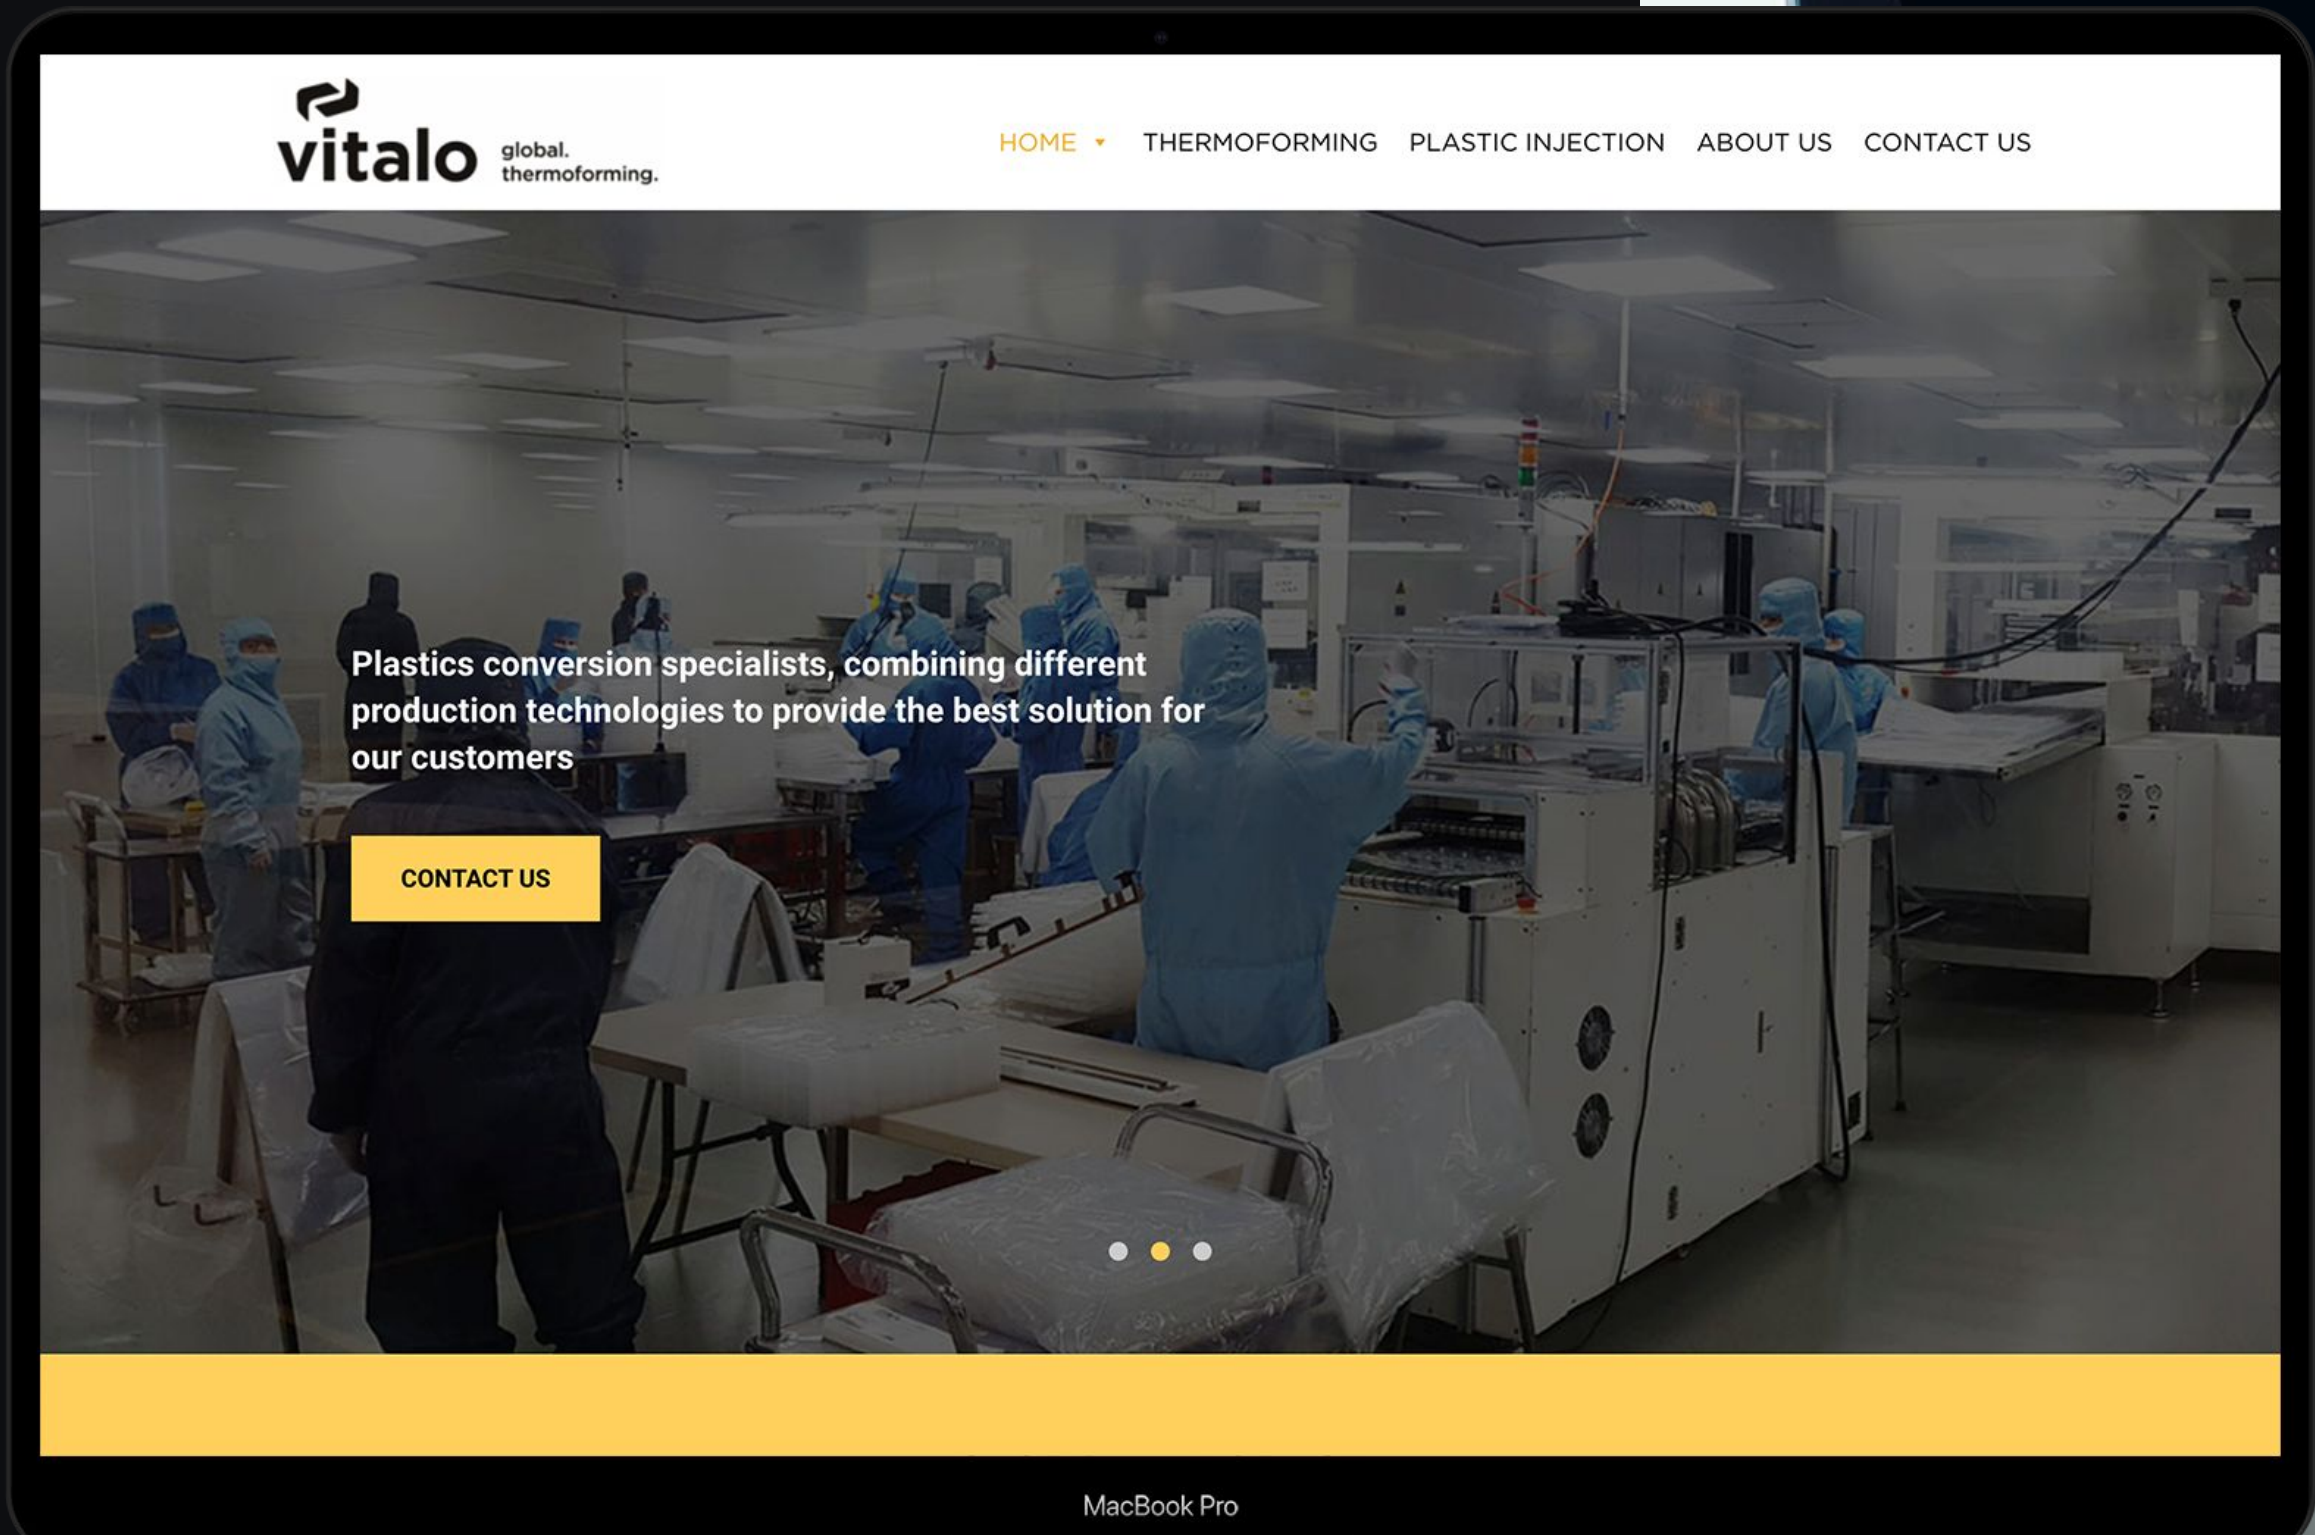 vitalo
global.
thermoforming.
HOME THERMOFORMING PLASTIC INJECTION ABOUT US CONTACT US
Plastics conversion specialists, combining different
production technologies to provide the best solution for
our customers
CONTACT US
MacBook Pro